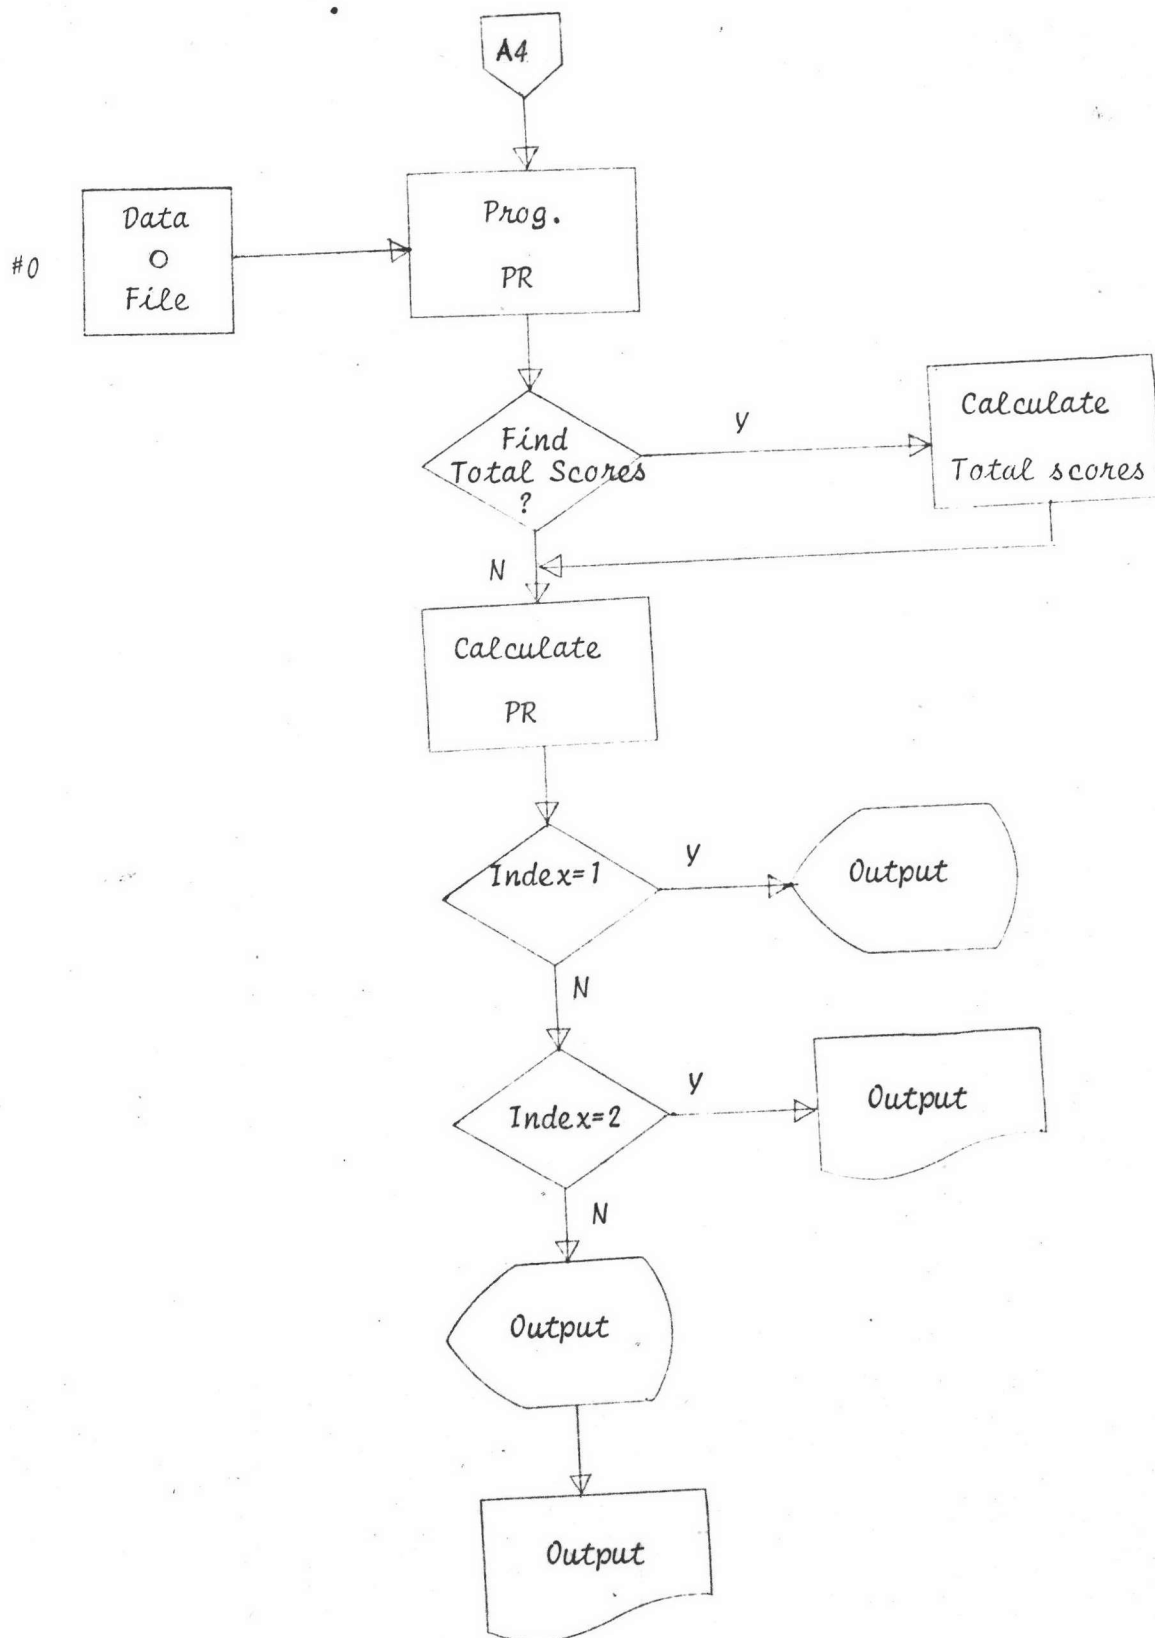 A4
#0
Data
O
File
Prog.
PR
Find
Total Scores
?
Y
Calculate
Total scores
N
Calculate
PR
Index=1
Y
Output
N
Index=2
Y
Output
N
Output
Output